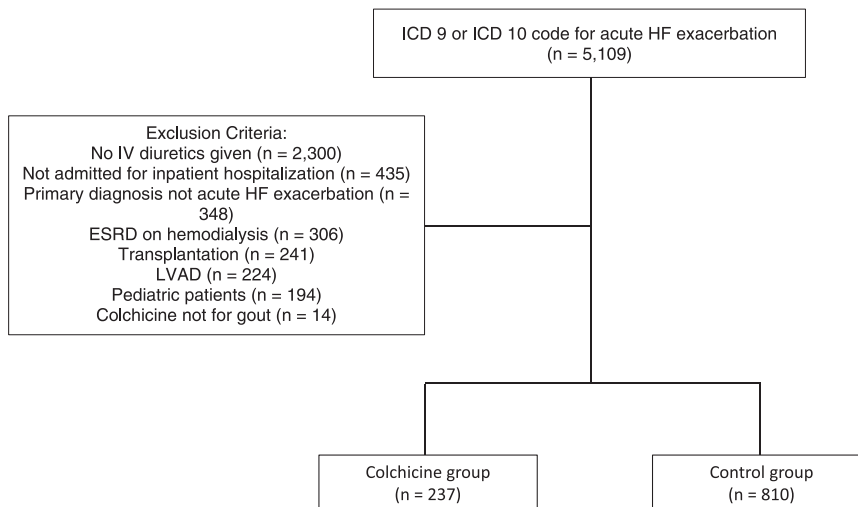 ICD 9 or ICD 10 code for acute HF exacerbation
(n = 5,109)
Exclusion Criteria:
No IV diuretics given (n = 2,300)
Not admitted for inpatient hospitalization (n = 435)
Primary diagnosis not acute HF exacerbation (n =
348)
ESRD on hemodialysis (n = 306)
Transplantation (n = 241)
LVAD (n = 224)
Pediatric patients (n = 194)
Colchicine not for gout (n = 14)
Colchicine group
(n = 237)
Control group
(n = 810)